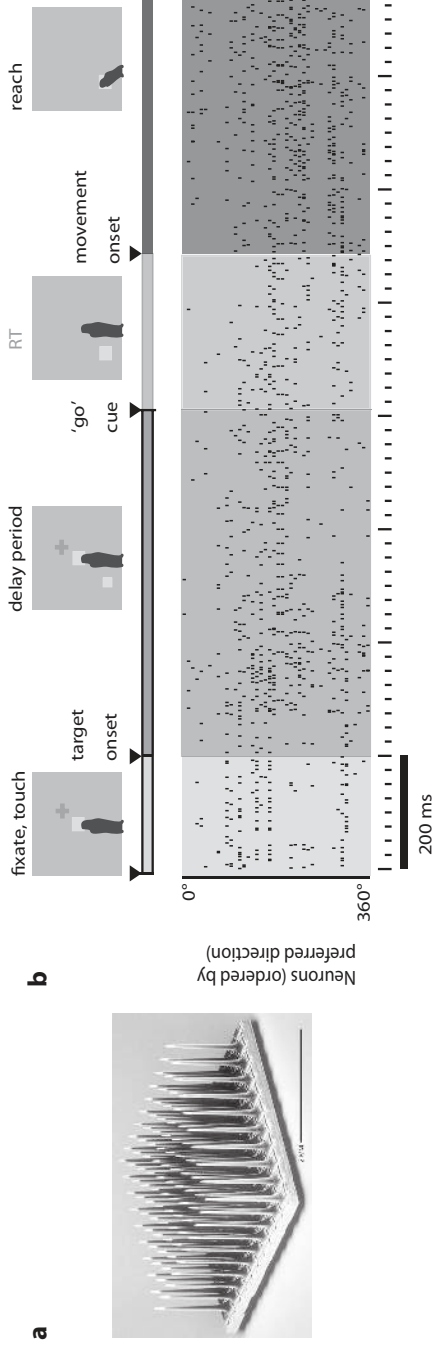 a
b
fixate, touch
delay period
RT
reach
target
onset
'go'
cue
movement
onset
Neurons (ordered by
preferred direction)
0°
360°
200 ms